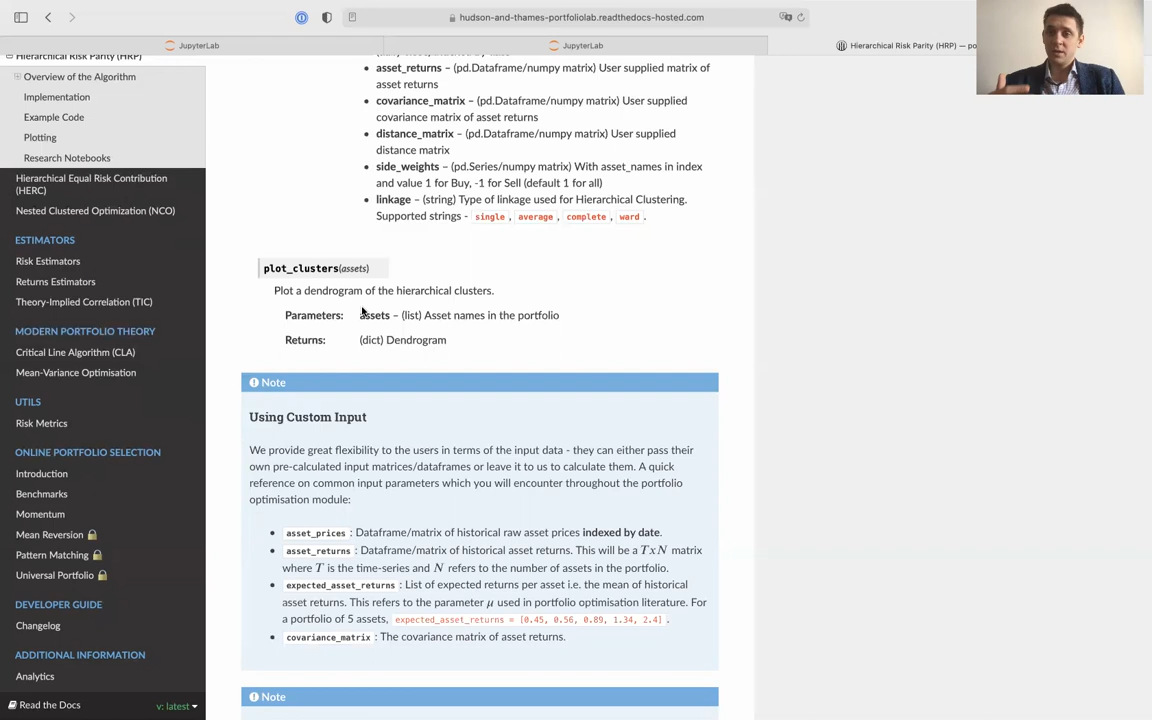 hudson-and-thames-portfoliolab.readthedocs-hosted.com
JupyterLab
JupyterLab
Hierarchical Risk Parity (HRP) — po
Hierarchical Risk Parity (HRP)
Overview of the Algorithm
Implementation
Example Code
Plotting
Research Notebooks
Hierarchical Equal Risk Contribution
(HERC)
Nested Clustered Optimization (NCO)
ESTIMATORS
Risk Estimators
Returns Estimators
Theory-Implied Correlation (TIC)
MODERN PORTFOLIO THEORY
Critical Line Algorithm (CLA)
Mean-Variance Optimisation
UTILS
Risk Metrics
ONLINE PORTFOLIO SELECTION
Introduction
Benchmarks
Momentum
Mean Reversion
Pattern Matching
Universal Portfolio
DEVELOPER GUIDE
Changelog
ADDITIONAL INFORMATION
Analytics
Read the Docs
v: latest
asset_returns – (pd.Dataframe/numpy matrix) User supplied matrix of
asset returns
covariance_matrix – (pd.Dataframe/numpy matrix) User supplied
covariance matrix of asset returns
distance_matrix – (pd.Dataframe/numpy matrix) User supplied
distance matrix
side_weights – (pd.Series/numpy matrix) With asset_names in index
and value 1 for Buy, -1 for Sell (default 1 for all)
linkage – (string) Type of linkage used for Hierarchical Clustering.
Supported strings - single , average , complete , ward .
plot_clusters(assets)
Plot a dendrogram of the hierarchical clusters.
Parameters: assets – (list) Asset names in the portfolio
Returns: (dict) Dendrogram
Note
Using Custom Input
We provide great flexibility to the users in terms of the input data - they can either pass their
own pre-calculated input matrices/dataframes or leave it to us to calculate them. A quick
reference on common input parameters which you will encounter throughout the portfolio
optimisation module:
asset_prices : Dataframe/matrix of historical raw asset prices indexed by date.
asset_returns : Dataframe/matrix of historical asset returns. This will be a TxN matrix
where T is the time-series and N refers to the number of assets in the portfolio.
expected_asset_returns : List of expected returns per asset i.e. the mean of historical
asset returns. This refers to the parameter μ used in portfolio optimisation literature. For
a portfolio of 5 assets, expected_asset_returns = [0.45, 0.56, 0.89, 1.34, 2.4] .
covariance_matrix : The covariance matrix of asset returns.
Note